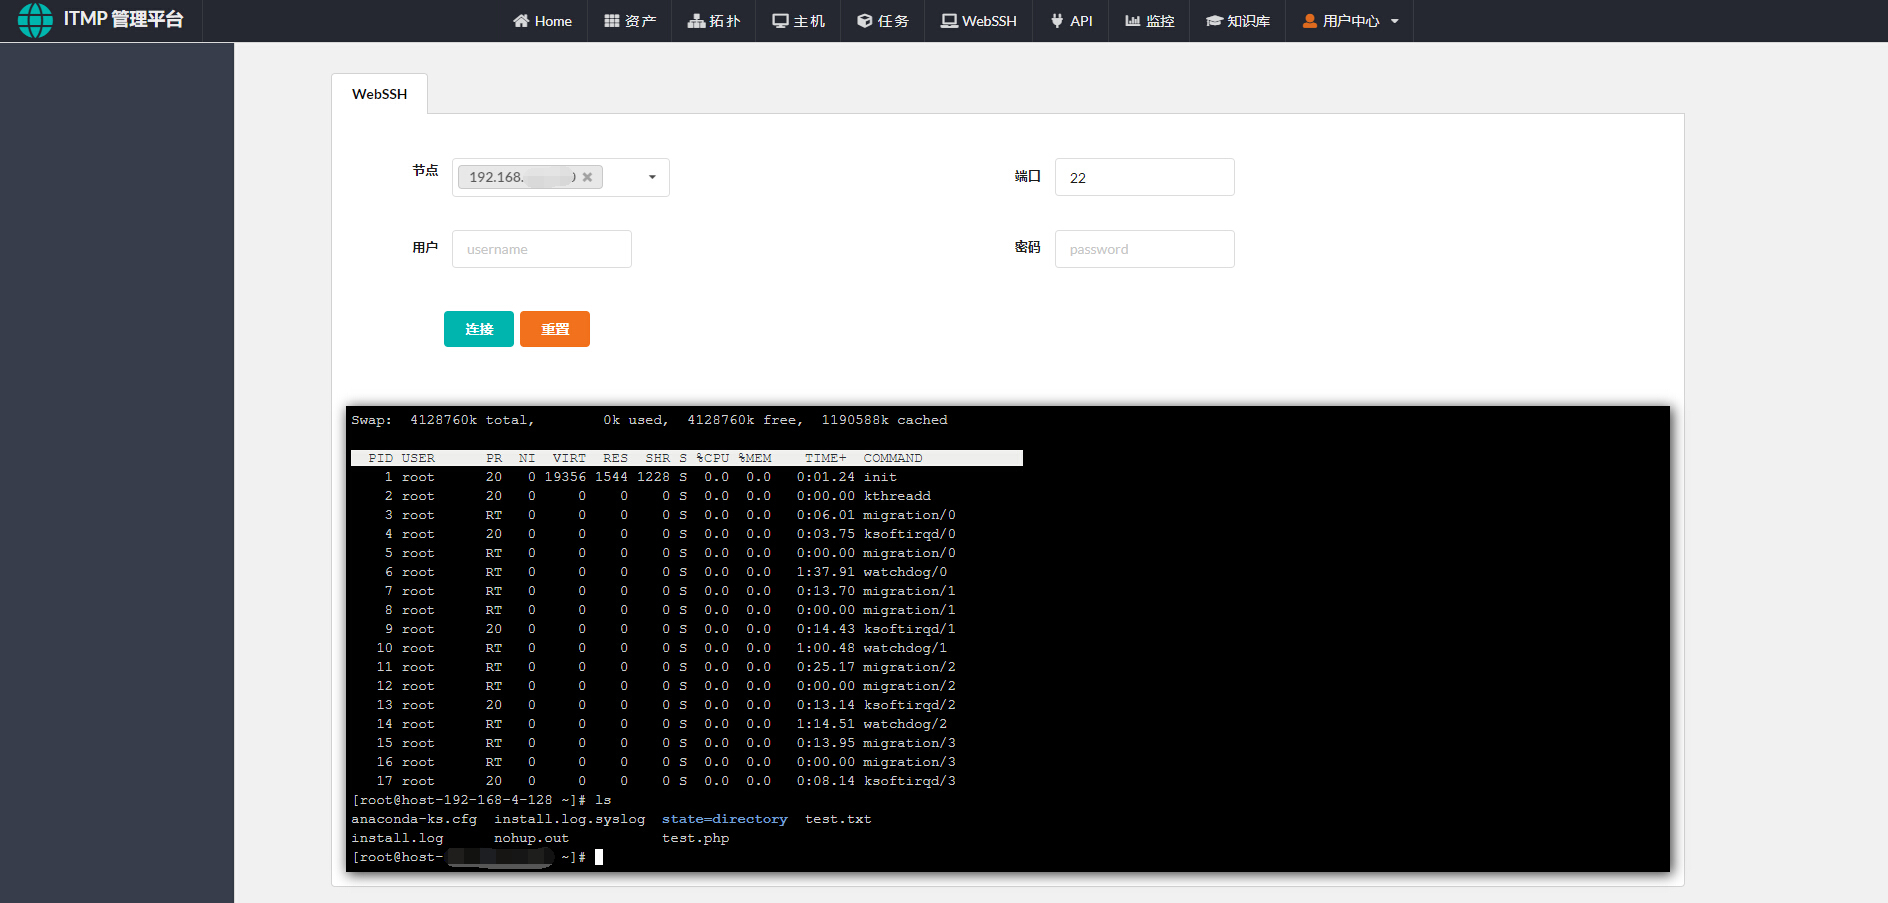 ITMP 管理平台
Home 资产 拓扑 主机 任务 WebSSH API 监控 知识库 用户中心
WebSSH
节点 192.168. 端口 22
用户 username 密码 password
连接 重置
Swap: 4128760k total, 0k used, 4128760k free, 1190588k cached
PID USER PR NI VIRT RES SHR S %CPU %MEM TIME+ COMMAND
1 root 20 0 19356 1544 1228 S 0.0 0.0 0:01.24 init
2 root 20 0 0 0 0 S 0.0 0.0 0:00.00 kthreadd
3 root RT 0 0 0 0 S 0.0 0.0 0:06.01 migration/0
4 root 20 0 0 0 0 S 0.0 0.0 0:03.75 ksoftirqd/0
5 root RT 0 0 0 0 S 0.0 0.0 0:00.00 migration/0
6 root RT 0 0 0 0 S 0.0 0.0 1:37.91 watchdog/0
7 root RT 0 0 0 0 S 0.0 0.0 0:13.70 migration/1
8 root RT 0 0 0 0 S 0.0 0.0 0:00.00 migration/1
9 root 20 0 0 0 0 S 0.0 0.0 0:14.43 ksoftirqd/1
10 root RT 0 0 0 0 S 0.0 0.0 1:00.48 watchdog/1
11 root RT 0 0 0 0 S 0.0 0.0 0:25.17 migration/2
12 root RT 0 0 0 0 S 0.0 0.0 0:00.00 migration/2
13 root 20 0 0 0 0 S 0.0 0.0 0:13.14 ksoftirqd/2
14 root RT 0 0 0 0 S 0.0 0.0 1:14.51 watchdog/2
15 root RT 0 0 0 0 S 0.0 0.0 0:13.95 migration/3
16 root RT 0 0 0 0 S 0.0 0.0 0:00.00 migration/3
17 root 20 0 0 0 0 S 0.0 0.0 0:08.14 ksoftirqd/3
[root@host-192-168-4-128 ~]# ls
anaconda-ks.cfg install.log.syslog state=directory test.txt
install.log nohup.out test.php
[root@host- ~]#